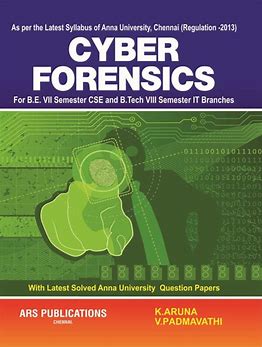 As per the Latest Syllabus of Anna University, Chennai (Regulation -2013)
CYBER
FORENSICS
For B.E. VII Semester CSE and B.Tech VIII Semester IT Branches
With Latest Solved Anna University Question Papers
ARS PUBLICATIONS
CHENNAI
K.ARUNA
V.PADMAVATHI